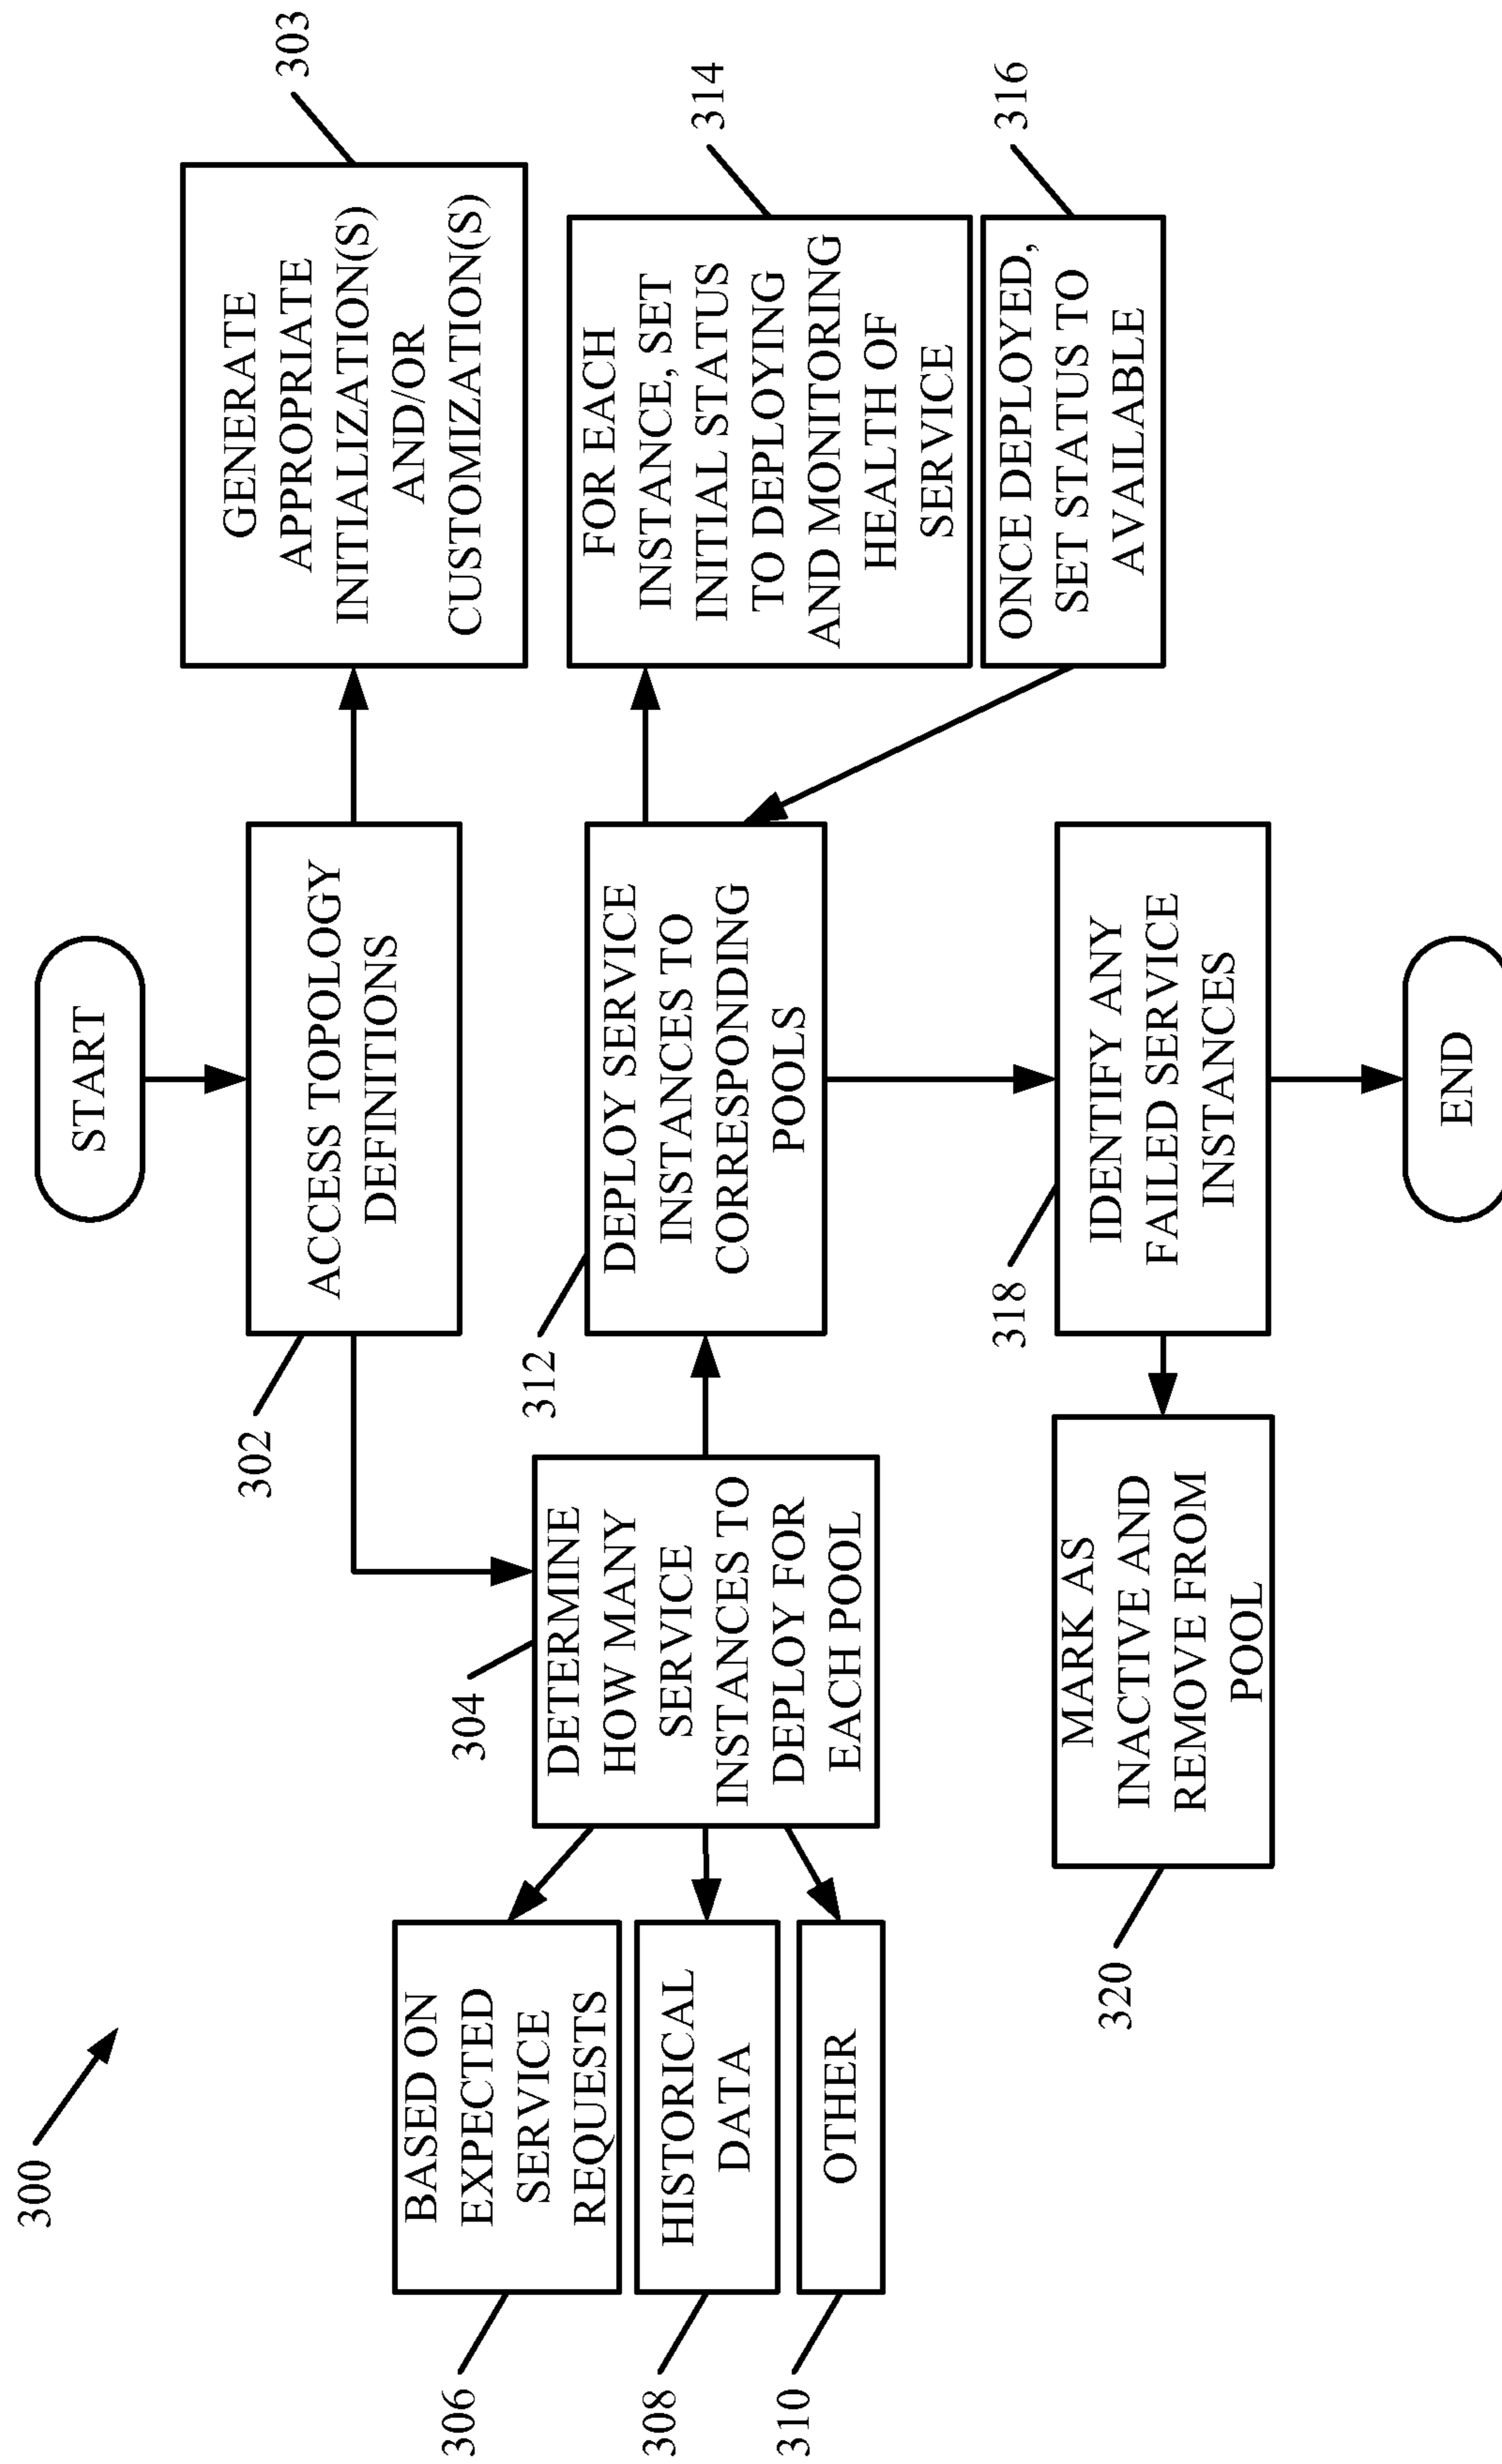 300
START
302
ACCESS TOPOLOGY
DEFINITIONS
303
GENERATE
APPROPRIATE
INITIALIZATION(S)
AND/OR
CUSTOMIZATION(S)
304
DETERMINE
HOW MANY
SERVICE
INSTANCES TO
DEPLOY FOR
EACH POOL
306
BASED ON
EXPECTED
SERVICE
REQUESTS
308
HISTORICAL
DATA
310
OTHER
312
DEPLOY SERVICE
INSTANCES TO
CORRESPONDING
POOLS
314
FOR EACH
INSTANCE, SET
INITIAL STATUS
TO DEPLOYING
AND MONITORING
HEALTH OF
SERVICE
316
ONCE DEPLOYED,
SET STATUS TO
AVAILABLE
318
IDENTIFY ANY
FAILED SERVICE
INSTANCES
320
MARK AS
INACTIVE AND
REMOVE FROM
POOL
END